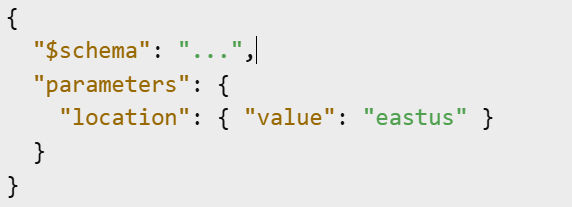 {
  "$schema": "...",
  "parameters": {
    "location": { "value": "eastus" }
  }
}